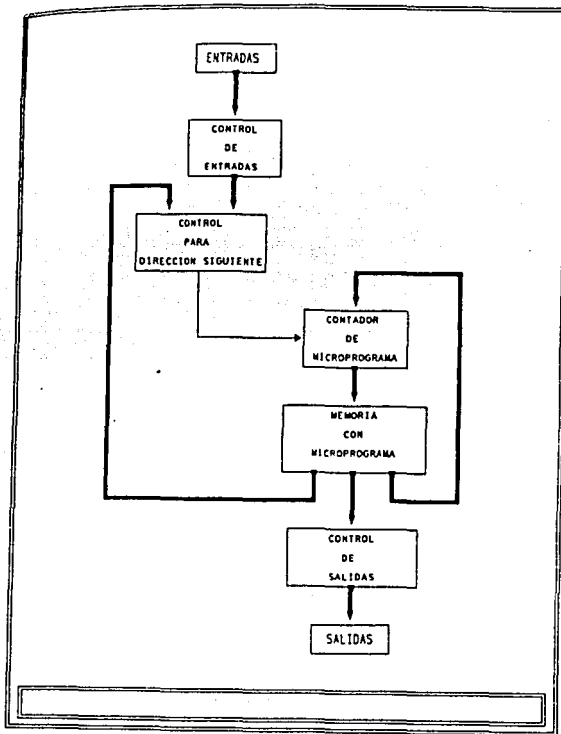 ENTRADAS
CONTROL
DE
ENTRADAS
CONTROL
PARA
DIRECCION SIGUIENTE
CONTADOR
DE
MICROPROGRAMA
MEMORIA
CON
MICROPROGRAMA
CONTROL
DE
SALIDAS
SALIDAS